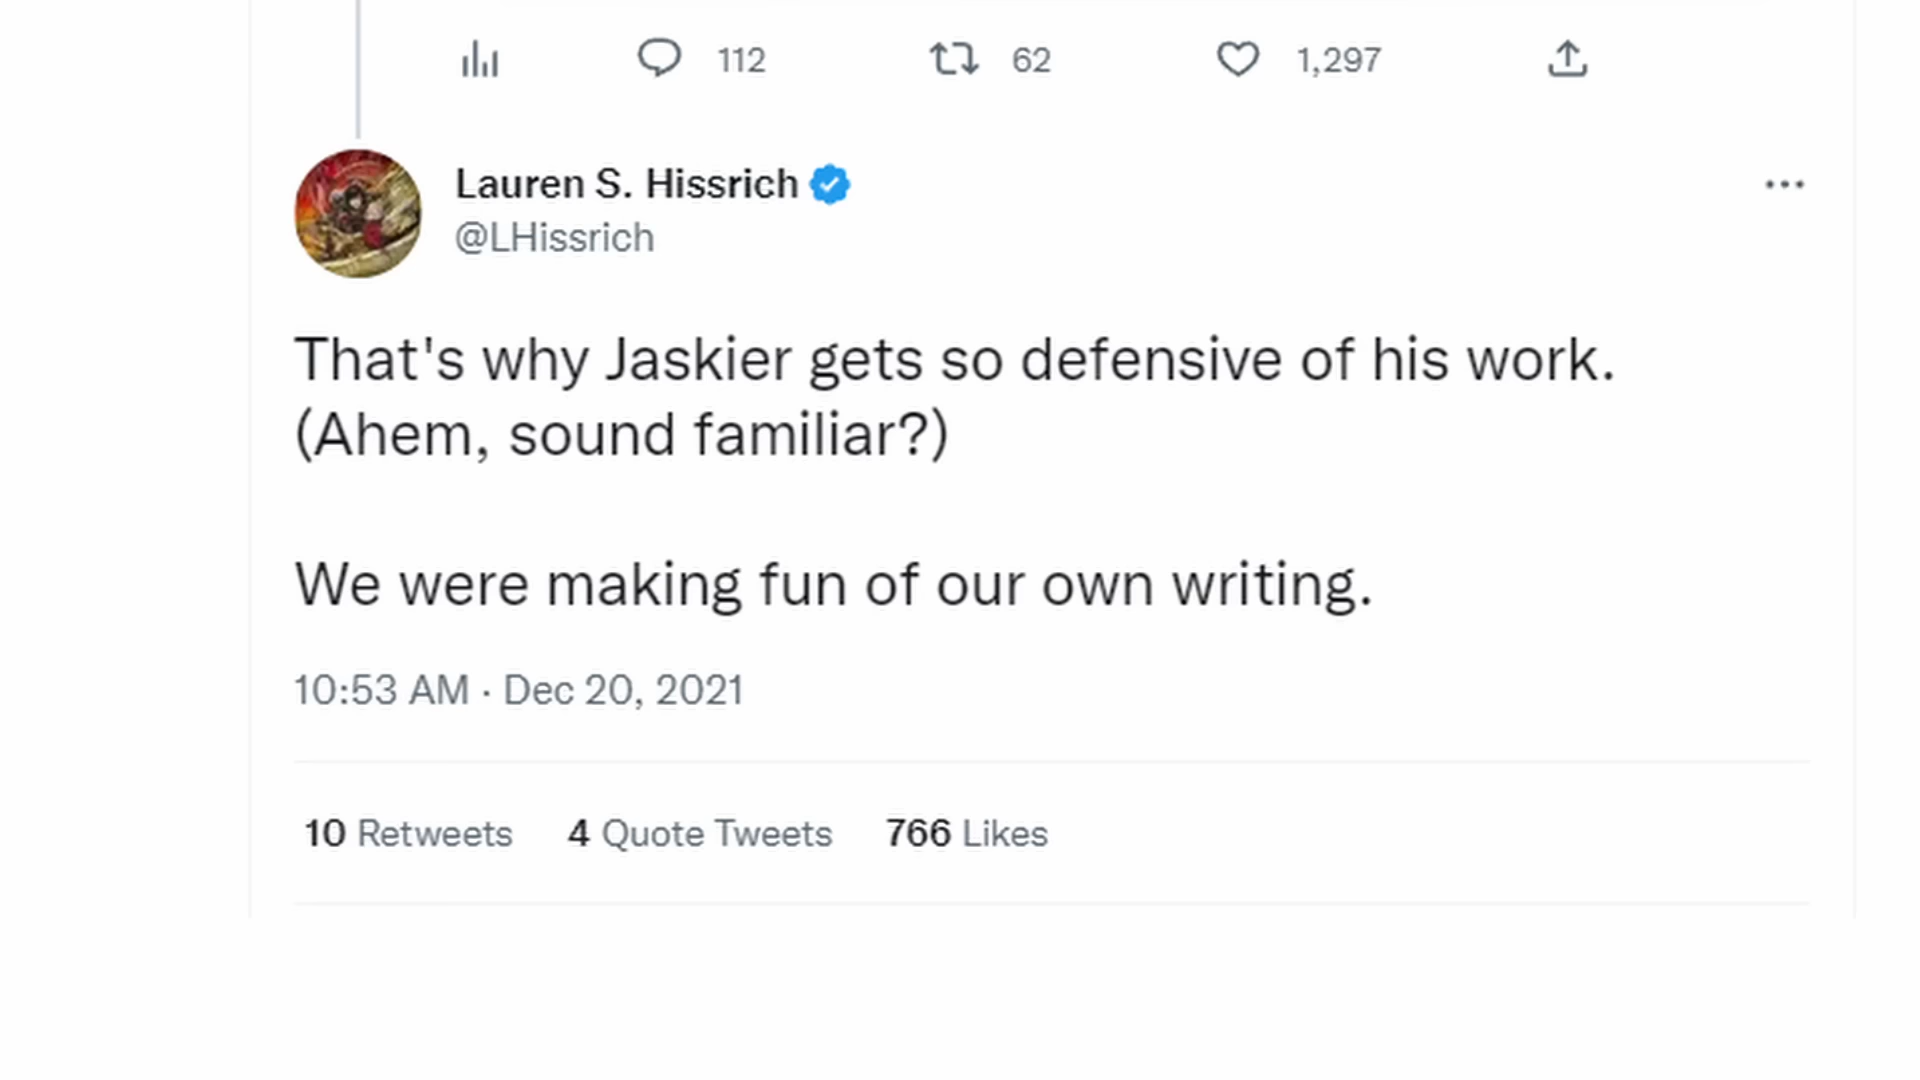 112 62 1,297
Lauren S. Hissrich
@LHissrich
That's why Jaskier gets so defensive of his work.
(Ahem, sound familiar?)
We were making fun of our own writing.
10:53 AM · Dec 20, 2021
10 Retweets 4 Quote Tweets 766 Likes